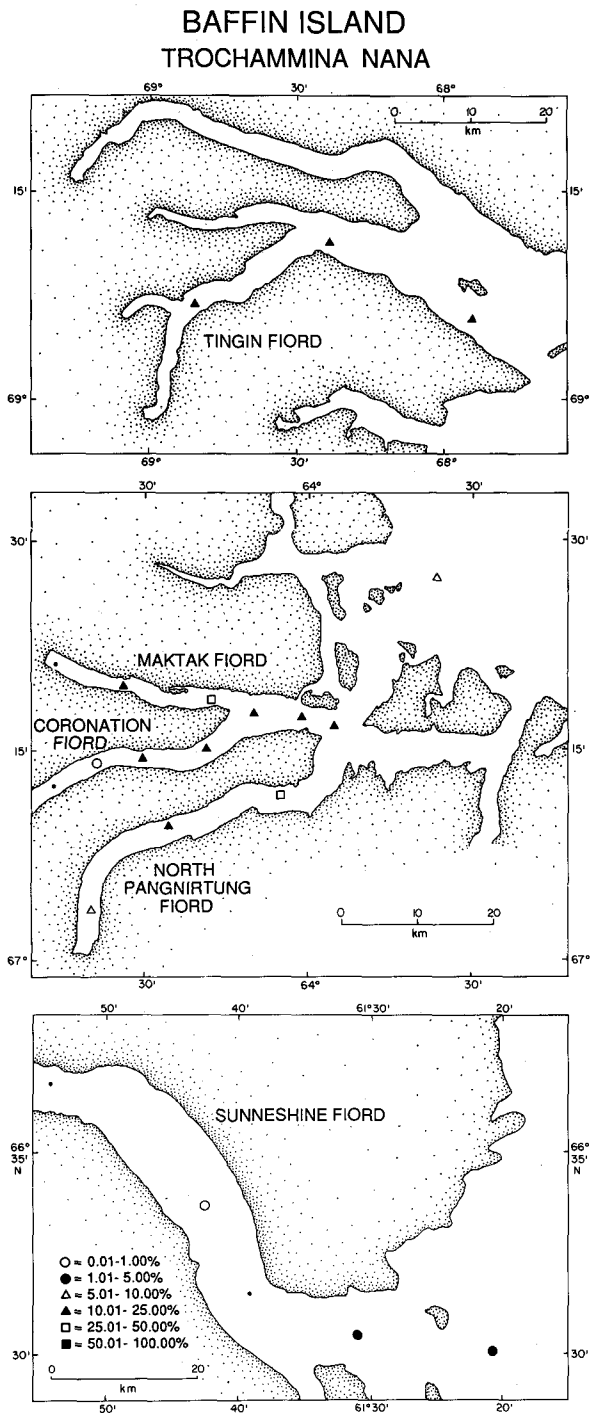 BAFFIN ISLAND
TROCHAMMINA NANA
69° 30' 68°
0 10 20
km
15' 15'
TINGIN FIORD
69° 69°
69° 30' 68°
30' 64° 30'
30' 30'
MAKTAK FIORD
CORONATION
FIORD
15' 15'
NORTH
PANGNIRTUNG
FIORD
0 10 20
km
67° 67°
30' 64° 30'
50' 40' 61°30' 20'
SUNNESHINE FIORD
66° 66°
35' 35'
N N
○ = 0.01-1.00%
● = 1.01- 5.00%
△ = 5.01- 10.00%
▲ = 10.01- 25.00%
□ = 25.01- 50.00%
■ = 50.01- 100.00%
30' 30'
0 20
km
50' 40' 61°30' 20'